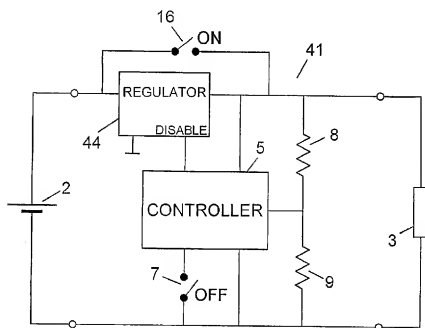 16
ON
41
REGULATOR
DISABLE
44
8
5
2
CONTROLLER
3
7
OFF
9